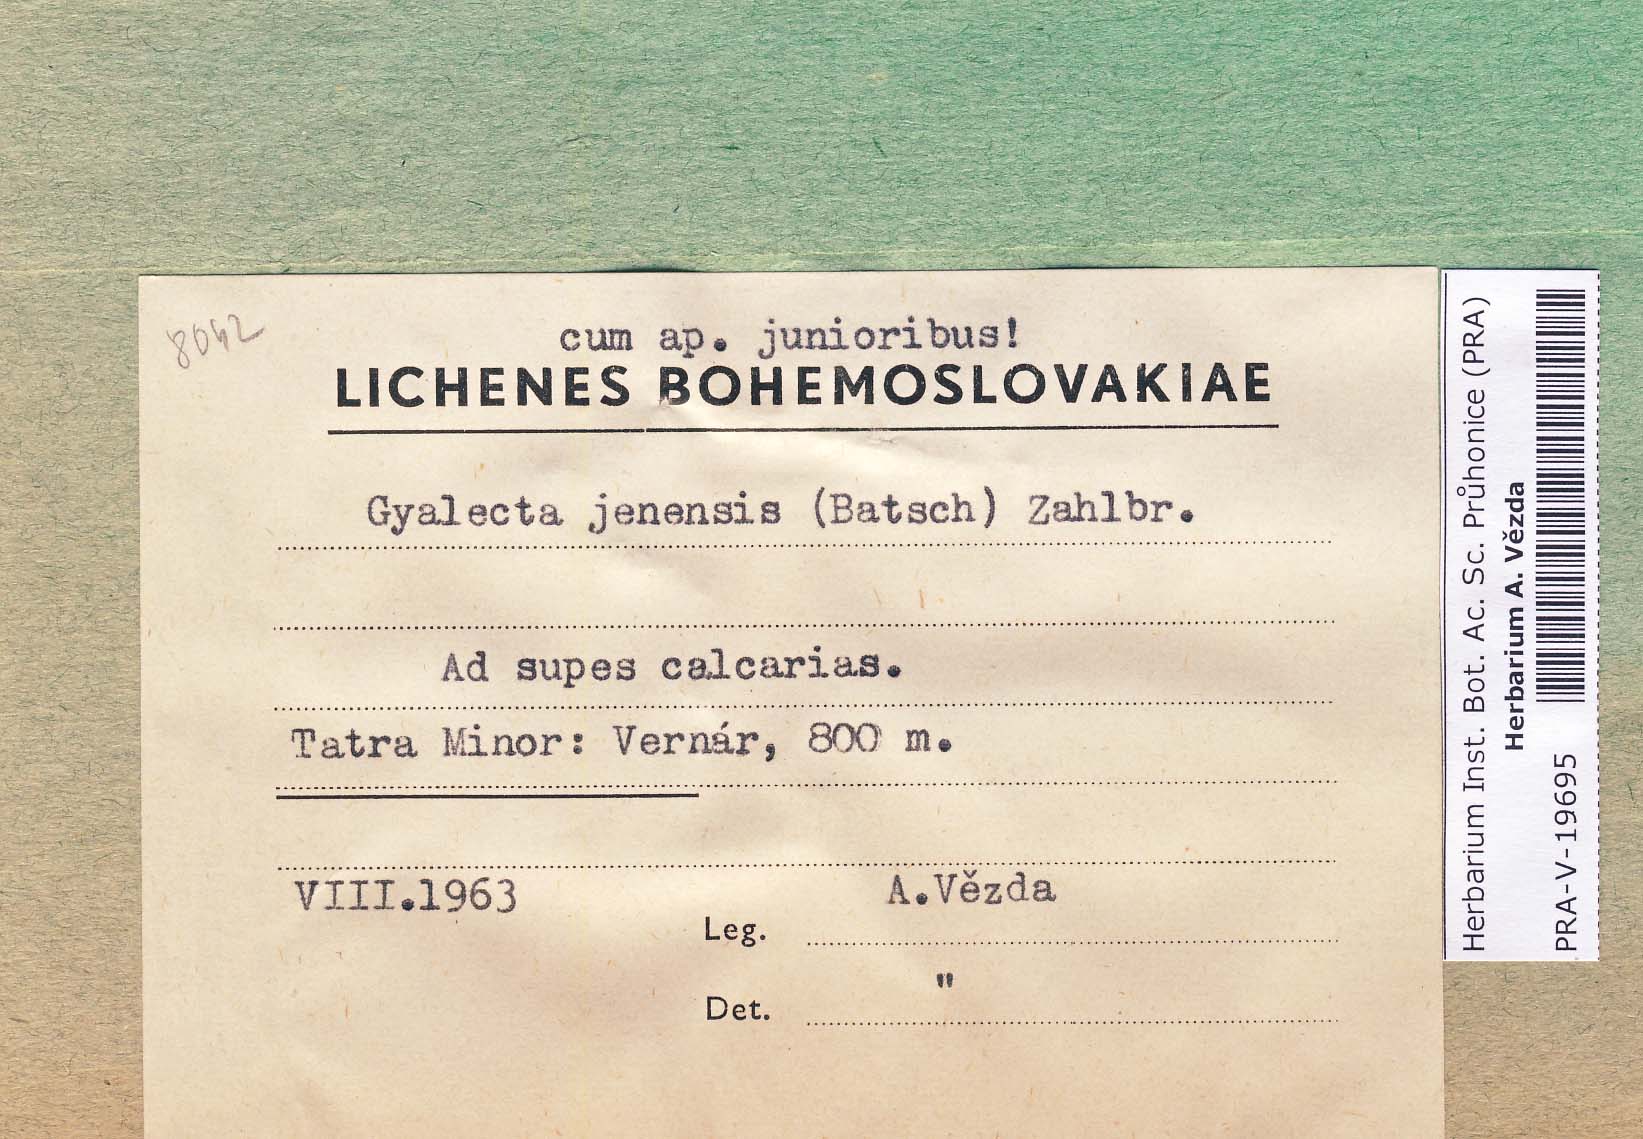 8042
cum ap. junioribus!
LICHENES BOHEMOSLOVAKIAE
Gyalecta jenensis (Batsch) Zahlbr.
Ad supes calcarias.
Tatra Minor: Vernár, 800 m.
VIII.1963
A.Vězda
Leg.
"
Det.
Herbarium Inst. Bot. Ac. Sc. Průhonice (PRA)
Herbarium A. Vězda
PRA-V-19695